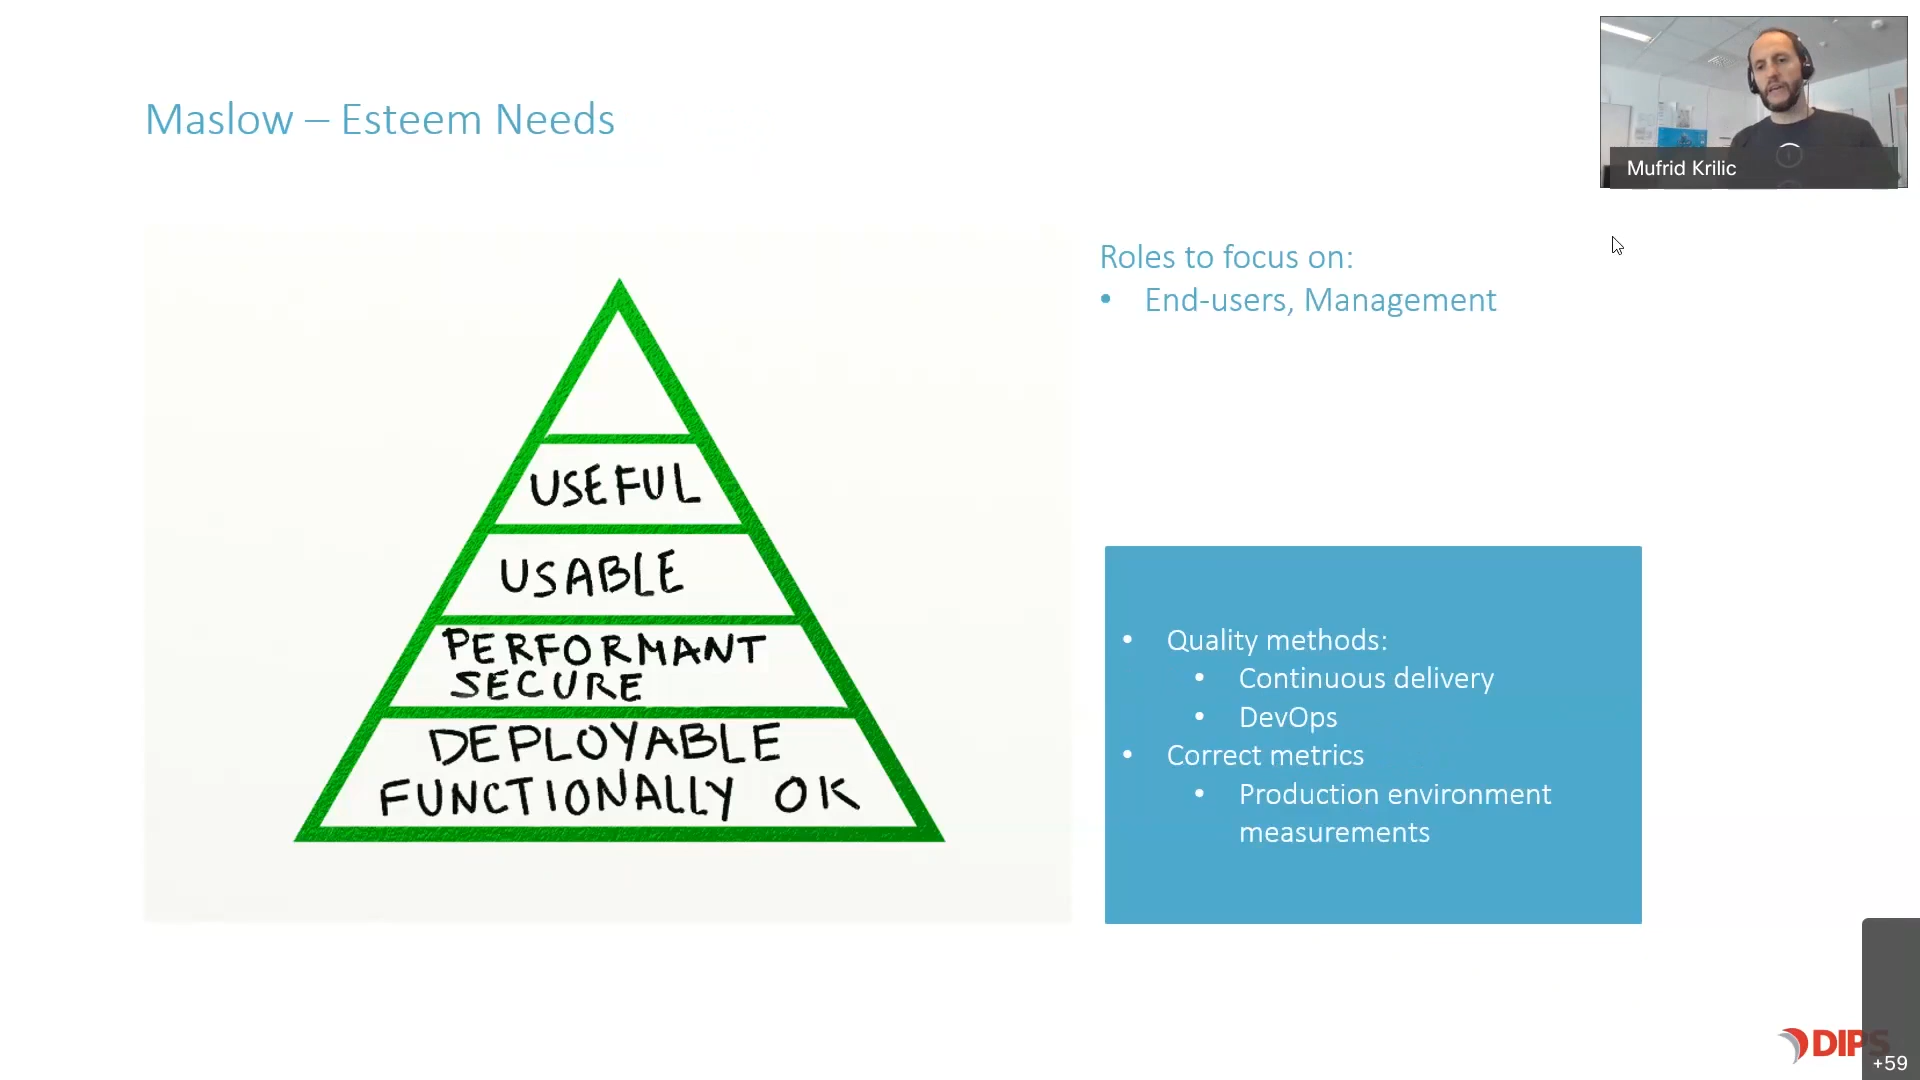 Maslow – Esteem Needs
Mufrid Krilic
Roles to focus on:
• End-users, Management
USEFUL
USABLE
PERFORMANT
SECURE
DEPLOYABLE
FUNCTIONALLY OK
• Quality methods:
• Continuous delivery
• DevOps
• Correct metrics
• Production environment
measurements
DIPS
+59